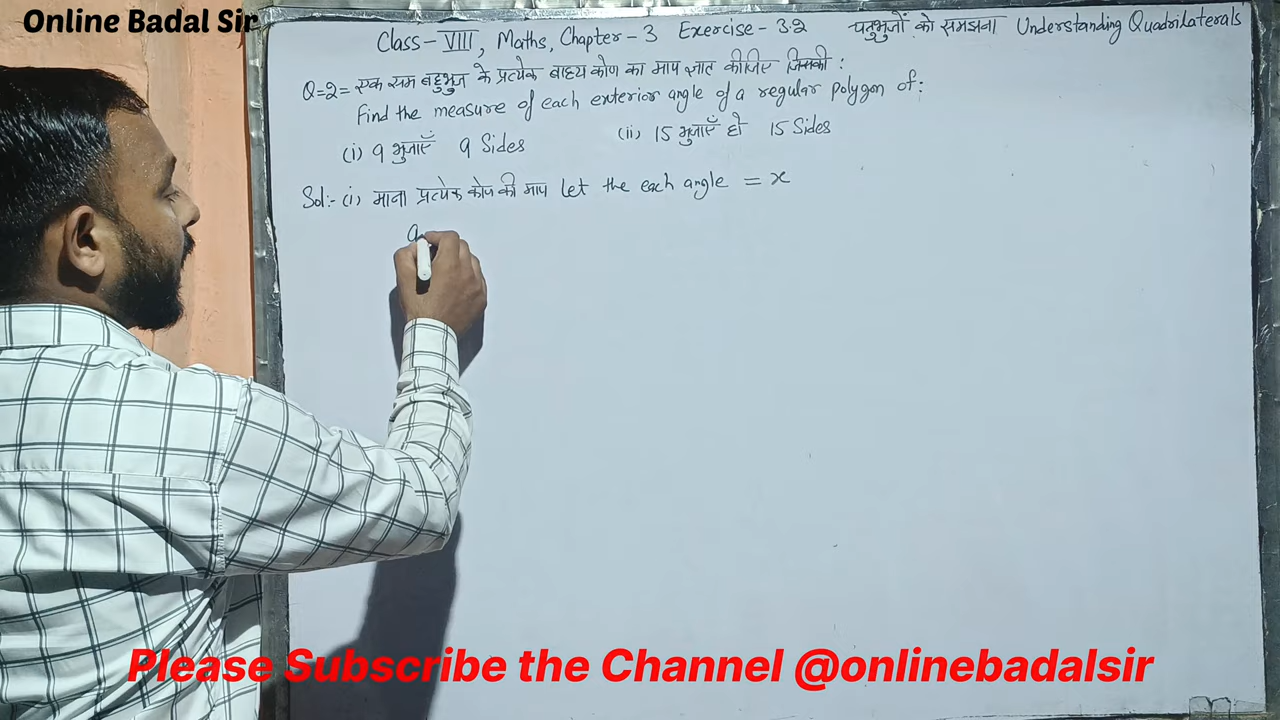 Online Badal Sir
Class-VIII, Maths, Chapter-3 Exercise-3.2 चतुर्भुजों को समझना Understanding Quadrilaterals
Q=2= एक सम बहुभुज के प्रत्येक बाह्य कोण का माप ज्ञात कीजिए जिसकी :
Find the measure of each exterior angle of a regular polygon of:
(i) 9 भुजाएँ 9 Sides (ii) 15 भुजाएँ हो 15 Sides
Sol:- (i) माना प्रत्येक कोण की माप Let the each angle = x
9
Please Subscribe the Channel @onlinebadalsir